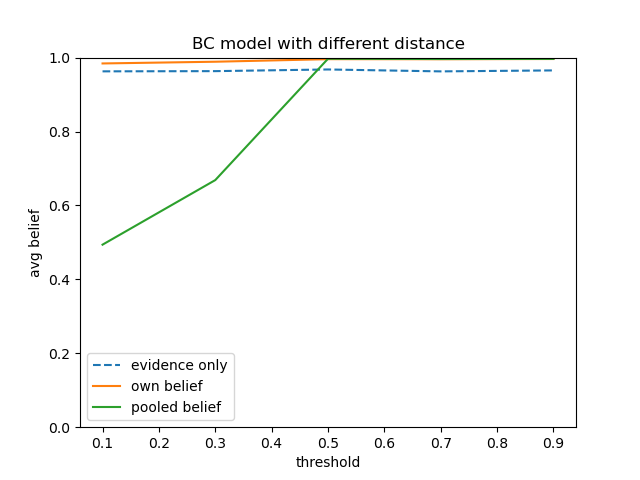 BC model with different distance
avg belief
1.0
0.8
0.6
0.4
0.2
0.0
evidence only
own belief
pooled belief
0.1 0.2 0.3 0.4 0.5 0.6 0.7 0.8 0.9
threshold